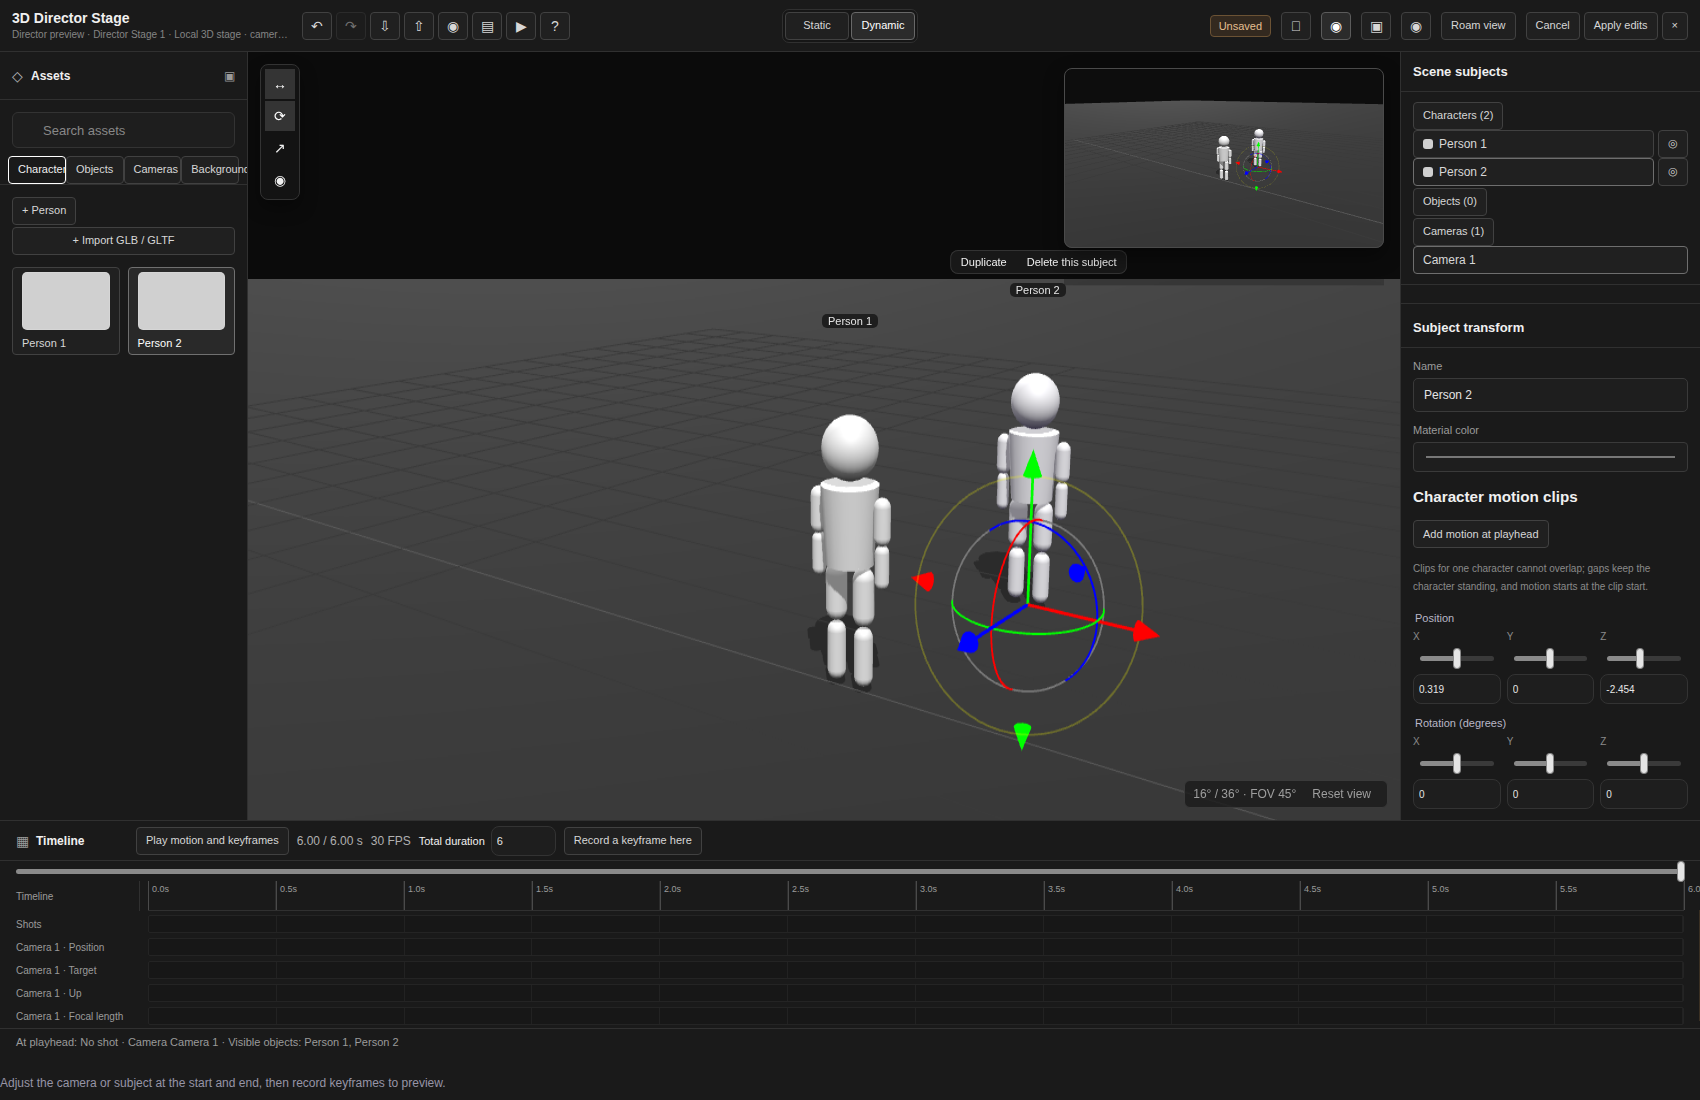 3D Director Stage
Director preview · Director Stage 1 · Local 3D stage · camer…
Static
Dynamic
Unsaved
Roam view
Cancel
Apply edits
×
Assets
Search assets
Character
Objects
Cameras
Background
+ Person
+ Import GLB / GLTF
Person 1
Person 2
Duplicate
Delete this subject
Person 2
Person 1
16° / 36° · FOV 45°
Reset view
Scene subjects
Characters (2)
Person 1
Person 2
Objects (0)
Cameras (1)
Camera 1
Subject transform
Name
Person 2
Material color
Character motion clips
Add motion at playhead
Clips for one character cannot overlap; gaps keep the
character standing, and motion starts at the clip start.
Position
X Y Z
0.319 0 -2.454
Rotation (degrees)
X Y Z
0 0 0
Timeline
Play motion and keyframes
6.00 / 6.00 s
30 FPS
Total duration
6
Record a keyframe here
Timeline
0.0s 0.5s 1.0s 1.5s 2.0s 2.5s 3.0s 3.5s 4.0s 4.5s 5.0s 5.5s 6.0
Shots
Camera 1 · Position
Camera 1 · Target
Camera 1 · Up
Camera 1 · Focal length
At playhead: No shot · Camera Camera 1 · Visible objects: Person 1, Person 2
Adjust the camera or subject at the start and end, then record keyframes to preview.